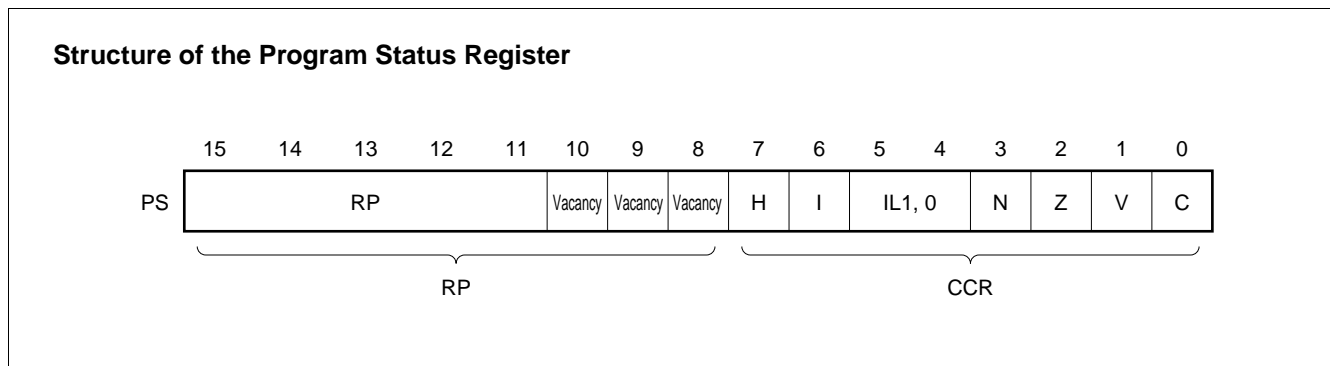 Structure of the Program Status Register
15 14 13 12 11 10 9 8 7 6 5 4 3 2 1 0
PS RP Vacancy Vacancy Vacancy H I IL1, 0 N Z V C
RP CCR